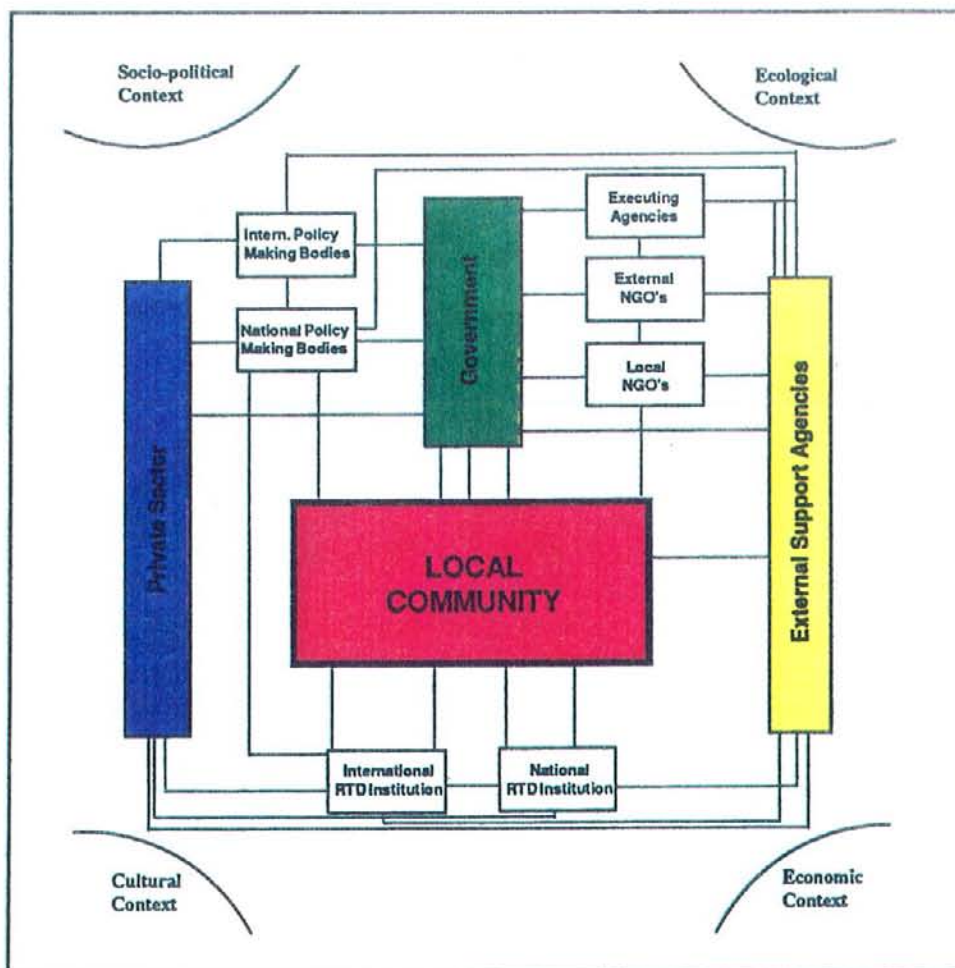 Socio-political
Context
Ecological
Context
Executing
Agencies
Intern. Policy
Making Bodies
External
NGO's
National Policy
Making Bodies
Local
NGO's
Government
Private Sector
External Support Agencies
LOCAL
COMMUNITY
International
RTD Institution
National
RTD Institution
Cultural
Context
Economic
Context